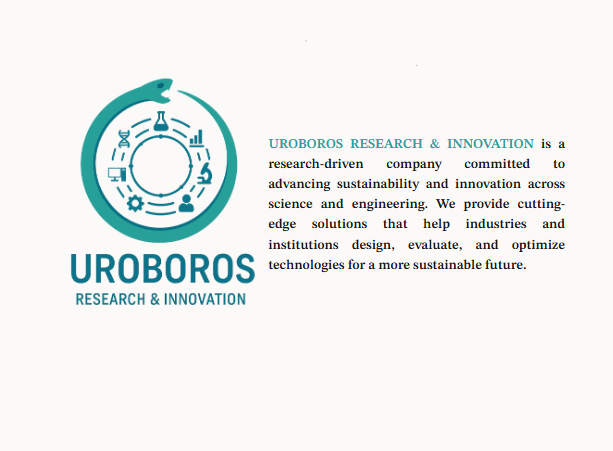 UROBOROS
RESEARCH & INNOVATION
UROBOROS RESEARCH & INNOVATION is a
research-driven company committed to
advancing sustainability and innovation across
science and engineering. We provide cutting-
edge solutions that help industries and
institutions design, evaluate, and optimize
technologies for a more sustainable future.